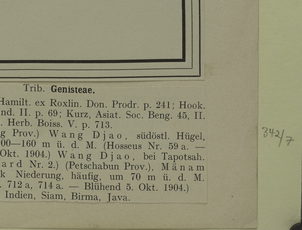 Trib. Genisteae.
Hamilt. ex Roxlin. Don. Prodr. p. 241; Hook.
nd. II. p. 69; Kurz, Asiat. Soc. Beng. 45, II.
. Herb. Boiss. V. p. 713.
g Prov.) Wang Djao, südöstl. Hügel,
00—160 m ü. d. M. (Hosseus Nr. 59 a. —
Okt. 1904.) Wang Djao, bei Tapotsah.
ard Nr. 2.) (Petschabun Prov.), Mänam
k Niederung, häufig, um 70 m ü. d. M.
. 712 a, 714 a. — Blühend 5. Okt. 1904.)
Indien, Siam, Birma, Java.
342/7